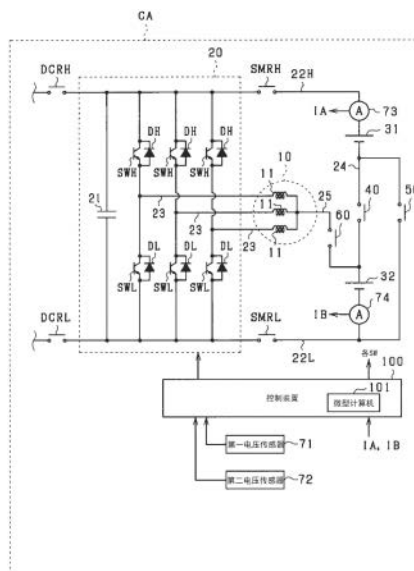 CA
20
DCRH
SMRH
22H
IA
A
73
31
DH
DH
DH
SWH
SWH
SWH
24
10
11
25
40
50
21
23
11
60
23
11
23
DL
DL
DL
32
SWL
SWL
SWL
A
74
IB
DCRL
SMRL
22L
各SW
100
101
控制装置
微型计算机
IA, IB
第一电压传感器
71
第二电压传感器
72